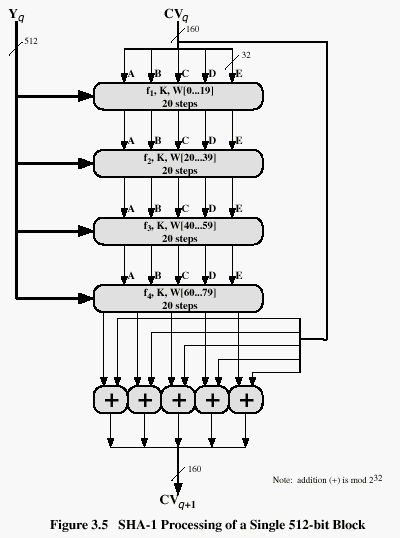 Yq CVq
160
512
32
A B C D E
f1, K, W[0...19]
20 steps
A B C D E
f2, K, W[20...39]
20 steps
A B C D E
f3, K, W[40...59]
20 steps
A B C D E
f4, K, W[60...79]
20 steps
+ + + + +
160
Note: addition (+) is mod 2^32
CVq+1
Figure 3.5 SHA-1 Processing of a Single 512-bit Block